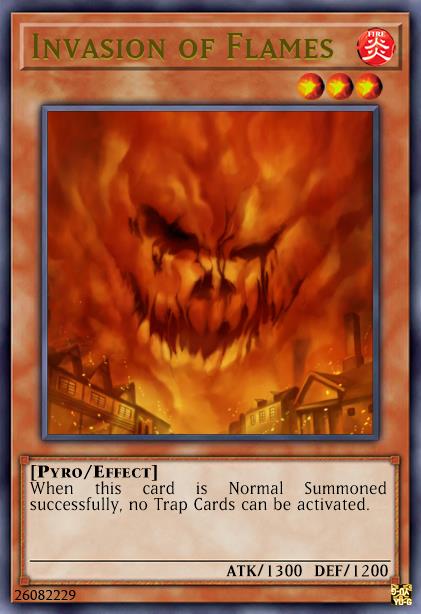 INVASION OF FLAMES
FIRE
炎
[PYRO/EFFECT]
When this card is Normal Summoned
successfully, no Trap Cards can be activated.
ATK/1300 DEF/1200
26082229